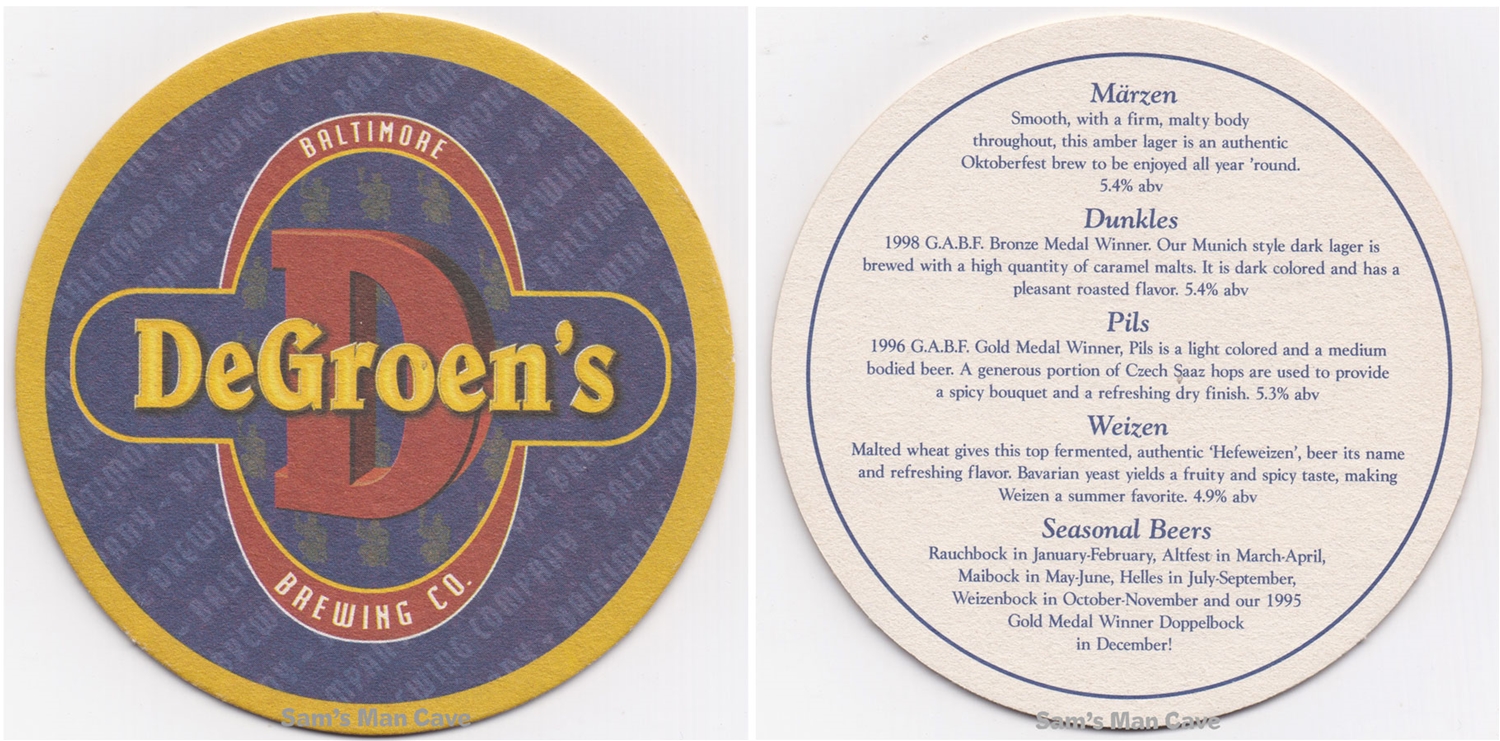 BALTIMORE
DeGroen's
BREWING CO.
Sam's Man Cave
Märzen
Smooth, with a firm, malty body
throughout, this amber lager is an authentic
Oktoberfest brew to be enjoyed all year 'round.
5.4% abv
Dunkles
1998 G.A.B.F. Bronze Medal Winner. Our Munich style dark lager is
brewed with a high quantity of caramel malts. It is dark colored and has a
pleasant roasted flavor. 5.4% abv
Pils
1996 G.A.B.F. Gold Medal Winner, Pils is a light colored and a medium
bodied beer. A generous portion of Czech Saaz hops are used to provide
a spicy bouquet and a refreshing dry finish. 5.3% abv
Weizen
Malted wheat gives this top fermented, authentic 'Hefeweizen', beer its name
and refreshing flavor. Bavarian yeast yields a fruity and spicy taste, making
Weizen a summer favorite. 4.9% abv
Seasonal Beers
Rauchbock in January-February, Altfest in March-April,
Maibock in May-June, Helles in July-September,
Weizenbock in October-November and our 1995
Gold Medal Winner Doppelbock
in December!
Sam's Man Cave